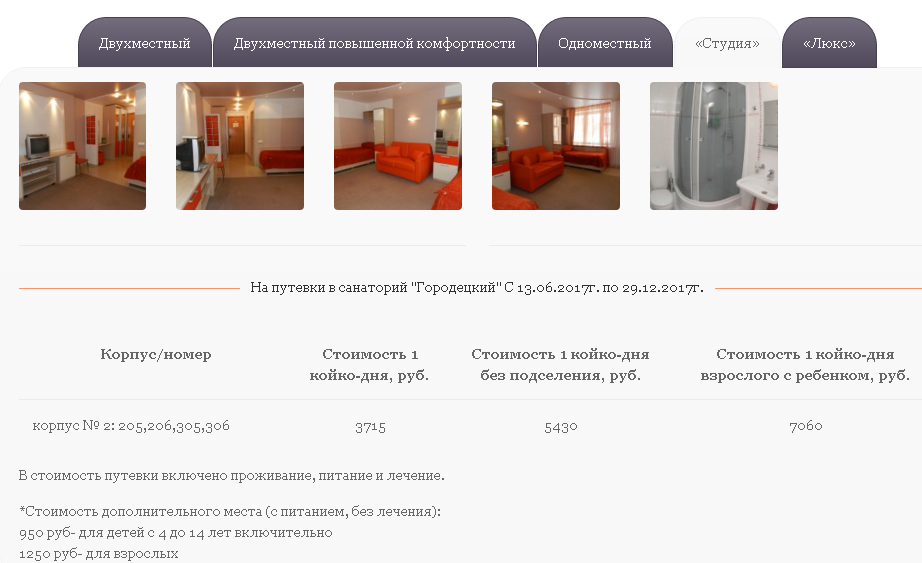 Двухместный
Двухместный повышенной комфортности
Одноместный
«Студия»
«Люкс»
На путевки в санаторий "Городецкий" С 13.06.2017г. по 29.12.2017г.
Корпус/номер
Стоимость 1
койко-дня, руб.
Стоимость 1 койко-дня
без подселения, руб.
Стоимость 1 койко-дня
взрослого с ребенком, руб.
корпус № 2: 205,206,305,306
3715
5430
7060
В стоимость путевки включено проживание, питание и лечение.
*Стоимость дополнительного места (с питанием, без лечения):
950 руб- для детей с 4 до 14 лет включительно
1250 руб- для взрослых